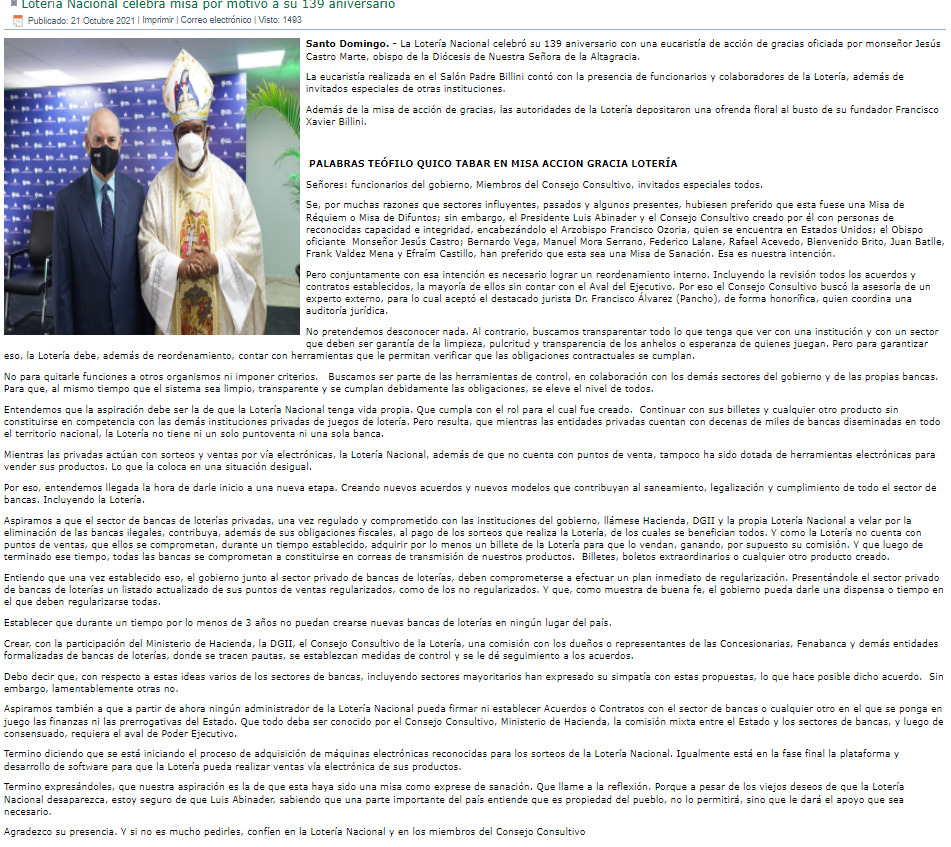 Lotería Nacional celebra misa por motivo a su 139 aniversario
Publicado: 21 Octubre 2021 | Imprimir | Correo electrónico | Visto: 1493
Santo Domingo. - La Lotería Nacional celebró su 139 aniversario con una eucaristía de acción de gracias oficiada por monseñor Jesús
Castro Marte, obispo de la Diócesis de Nuestra Señora de la Altagracia.
La eucaristía realizada en el Salón Padre Billini contó con la presencia de funcionarios y colaboradores de la Lotería, además de
invitados especiales de otras instituciones.
Además de la misa de acción de gracias, las autoridades de la Lotería depositaron una ofrenda floral al busto de su fundador Francisco
Xavier Billini.
PALABRAS TEÓFILO QUICO TABAR EN MISA ACCION GRACIA LOTERÍA
Señores: funcionarios del gobierno, Miembros del Consejo Consultivo, invitados especiales todos.
Se, por muchas razones que sectores influyentes, pasados y algunos presentes, hubiesen preferido que esta fuese una Misa de
Réquiem o Misa de Difuntos; sin embargo, el Presidente Luis Abinader y el Consejo Consultivo creado por él con personas de
reconocidas capacidad e integridad, encabezándolo el Arzobispo Francisco Ozoria, quien se encuentra en Estados Unidos; el Obispo
oficiante Monseñor Jesús Castro; Bernardo Vega, Manuel Mora Serrano, Federico Lalane, Rafael Acevedo, Bienvenido Brito, Juan Batlle,
Frank Valdez Mena y Efraím Castillo, han preferido que esta sea una Misa de Sanación. Esa es nuestra intención.
Pero conjuntamente con esa intención es necesario lograr un reordenamiento interno. Incluyendo la revisión todos los acuerdos y
contratos establecidos, la mayoría de ellos sin contar con el Aval del Ejecutivo. Por eso el Consejo Consultivo buscó la asesoría de un
experto externo, para lo cual aceptó el destacado jurista Dr. Francisco Álvarez (Pancho), de forma honorífica, quien coordina una
auditoría jurídica.
No pretendemos desconocer nada. Al contrario, buscamos transparentar todo lo que tenga que ver con una institución y con un sector
que deben ser garantía de la limpieza, pulcritud y transparencia de los anhelos o esperanza de quienes juegan. Pero para garantizar
eso, la Lotería debe, además de reordenamiento, contar con herramientas que le permitan verificar que las obligaciones contractuales se cumplan.
No para quitarle funciones a otros organismos ni imponer criterios. Buscamos ser parte de las herramientas de control, en colaboración con los demás sectores del gobierno y de las propias bancas.
Para que, al mismo tiempo que el sistema sea limpio, transparente y se cumplan debidamente las obligaciones, se eleve el nivel de todos.
Entendemos que la aspiración debe ser la de que la Lotería Nacional tenga vida propia. Que cumpla con el rol para el cual fue creado. Continuar con sus billetes y cualquier otro producto sin
constituirse en competencia con las demás instituciones privadas de juegos de lotería. Pero resulta, que mientras las entidades privadas cuentan con decenas de miles de bancas diseminadas en todo
el territorio nacional, la Lotería no tiene ni un solo puntoventa ni una sola banca.
Mientras las privadas actúan con sorteos y ventas por vía electrónicas, la Lotería Nacional, además de que no cuenta con puntos de venta, tampoco ha sido dotada de herramientas electrónicas para
vender sus productos. Lo que la coloca en una situación desigual.
Por eso, entendemos llegada la hora de darle inicio a una nueva etapa. Creando nuevos acuerdos y nuevos modelos que contribuyan al saneamiento, legalización y cumplimiento de todo el sector de
bancas. Incluyendo la Lotería.
Aspiramos a que el sector de bancas de loterías privadas, una vez regulado y comprometido con las instituciones del gobierno, llámese Hacienda, DGII y la propia Lotería Nacional a velar por la
eliminación de las bancas ilegales, contribuya, además de sus obligaciones fiscales, al pago de los sorteos que realiza la Lotería, de los cuales se benefician todos. Y como la Lotería no cuenta con
puntos de ventas, que ellos se comprometan, durante un tiempo establecido, adquirir por lo menos un billete de la Lotería para que lo vendan, ganando, por supuesto su comisión. Y que luego de
terminado ese tiempo, todas las bancas se comprometan a constituirse en correas de transmisión de nuestros productos. Billetes, boletos extraordinarios o cualquier otro producto creado.
Entiendo que una vez establecido eso, el gobierno junto al sector privado de bancas de loterías, deben comprometerse a efectuar un plan inmediato de regularización. Presentándole el sector privado
de bancas de loterías un listado actualizado de sus puntos de ventas regularizados, como de los no regularizados. Y que, como muestra de buena fe, el gobierno pueda darle una dispensa o tiempo en
el que deben regularizarse todas.
Establecer que durante un tiempo por lo menos de 3 años no puedan crearse nuevas bancas de loterías en ningún lugar del país.
Crear, con la participación del Ministerio de Hacienda, la DGII, el Consejo Consultivo de la Lotería, una comisión con los dueños o representantes de las Concesionarias, Fenabanca y demás entidades
formalizadas de bancas de loterías, donde se tracen pautas, se establezcan medidas de control y se le dé seguimiento a los acuerdos.
Debo decir que, con respecto a estas ideas varios de los sectores de bancas, incluyendo sectores mayoritarios han expresado su simpatía con estas propuestas, lo que hace posible dicho acuerdo. Sin
embargo, lamentablemente otras no.
Aspiramos también a que a partir de ahora ningún administrador de la Lotería Nacional pueda firmar ni establecer Acuerdos o Contratos con el sector de bancas o cualquier otro en el que se ponga en
juego las finanzas ni las prerrogativas del Estado. Que todo deba ser conocido por el Consejo Consultivo, Ministerio de Hacienda, la comisión mixta entre el Estado y los sectores de bancas, y luego de
consensuado, requiera el aval de Poder Ejecutivo.
Termino diciendo que se está iniciando el proceso de adquisición de máquinas electrónicas reconocidas para los sorteos de la Lotería Nacional. Igualmente está en la fase final la plataforma y
desarrollo de software para que la Lotería pueda realizar ventas vía electrónica de sus productos.
Termino expresándoles, que nuestra aspiración es la de que esta haya sido una misa como exprese de sanación. Que llame a la reflexión. Porque a pesar de los viejos deseos de que la Lotería
Nacional desaparezca, estoy seguro de que Luis Abinader, sabiendo que una parte importante del país entiende que es propiedad del pueblo, no lo permitirá, sino que le dará el apoyo que sea
necesario.
Agradezco su presencia. Y si no es mucho pedirles, confíen en la Lotería Nacional y en los miembros del Consejo Consultivo